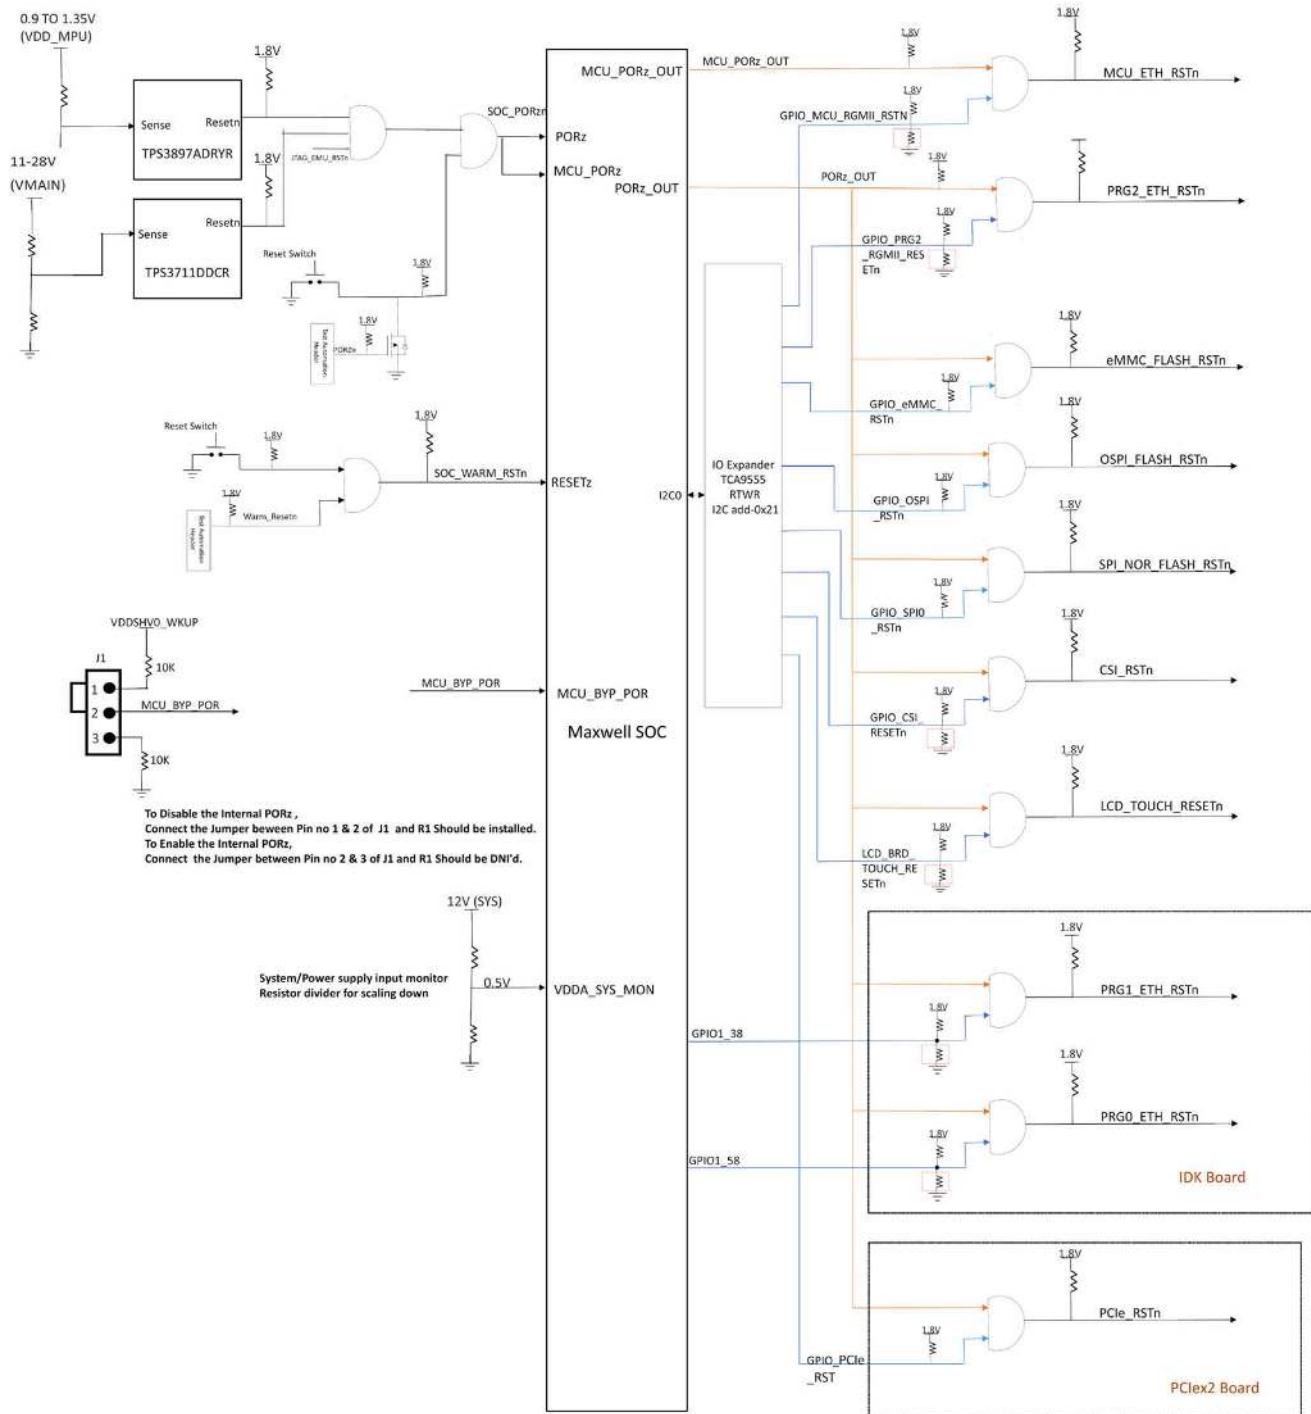 0.9 TO 1.35V
(VDD_MPU)
1.8V
Sense
Resetn
TPS3897ADRYR
11-28V
(VMAIN)
1.8V
Sense
Resetn
TPS3711DDCR
JTAG_EMU_RSTn
SOC_PORzn
PORz
MCU_PORz
Reset Switch
1.8V
1.8V
Test Automation
Header
PORZn
Reset Switch
1.8V
1.8V
SOC_WARM_RSTn
RESETz
1.8V
Warm_Resetn
Test Automation
Header
VDDSHV0_WKUP
J1
10K
1
2
3
MCU_BYP_POR
10K
MCU_BYP_POR
MCU_BYP_POR
Maxwell SOC
To Disable the Internal PORz ,
Connect the Jumper beween Pin no 1 & 2 of J1 and R1 Should be installed.
To Enable the Internal PORz,
Connect the Jumper between Pin no 2 & 3 of J1 and R1 Should be DNI'd.
12V (SYS)
System/Power supply input monitor
Resistor divider for scaling down
0.5V
VDDA_SYS_MON
MCU_PORz_OUT
MCU_PORz_OUT
1.8V
1.8V
MCU_ETH_RSTn
GPIO_MCU_RGMII_RSTN
1.8V
PORz_OUT
PORz_OUT
1.8V
PRG2_ETH_RSTn
1.8V
GPIO_PRG2
_RGMII_RES
ETn
1.8V
eMMC_FLASH_RSTn
1.8V
GPIO_eMMC_
RSTn
1.8V
OSPI_FLASH_RSTn
I2C0
IO Expander
TCA9555
RTWR
I2C add-0x21
1.8V
GPIO_OSPI
_RSTn
1.8V
SPI_NOR_FLASH_RSTn
1.8V
GPIO_SPI0
_RSTn
1.8V
CSI_RSTn
1.8V
GPIO_CSI_
RESETn
1.8V
LCD_TOUCH_RESETn
1.8V
LCD_BRD_
TOUCH_RE
SETn
1.8V
PRG1_ETH_RSTn
1.8V
GPIO1_38
1.8V
PRG0_ETH_RSTn
1.8V
GPIO1_58
IDK Board
1.8V
PCIe_RSTn
1.8V
GPIO_PCIe
_RST
PCIex2 Board